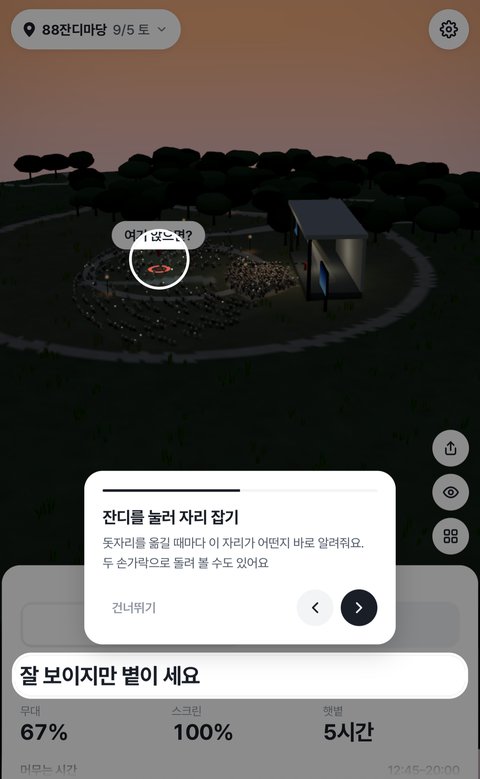 88잔디마당 9/5 토
여기 앉으면?
잔디를 눌러 자리 잡기
돗자리를 옮길 때마다 이 자리가 어떤지 바로 알려줘요.
두 손가락으로 돌려 볼 수도 있어요
건너뛰기
잘 보이지만 볕이 세요
무대 스크린 햇볕
67% 100% 5시간
머무는 시간 12:45–20:00